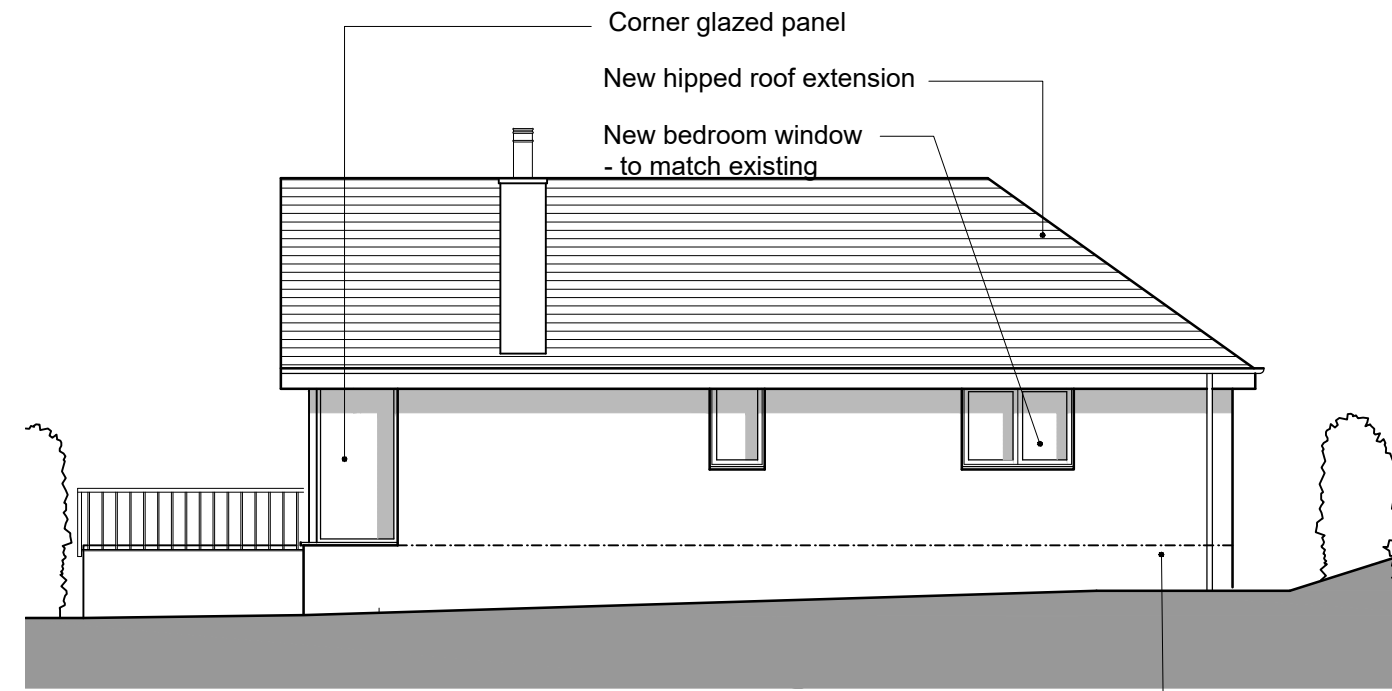 Corner glazed panel
New hipped roof extension
New bedroom window
- to match existing